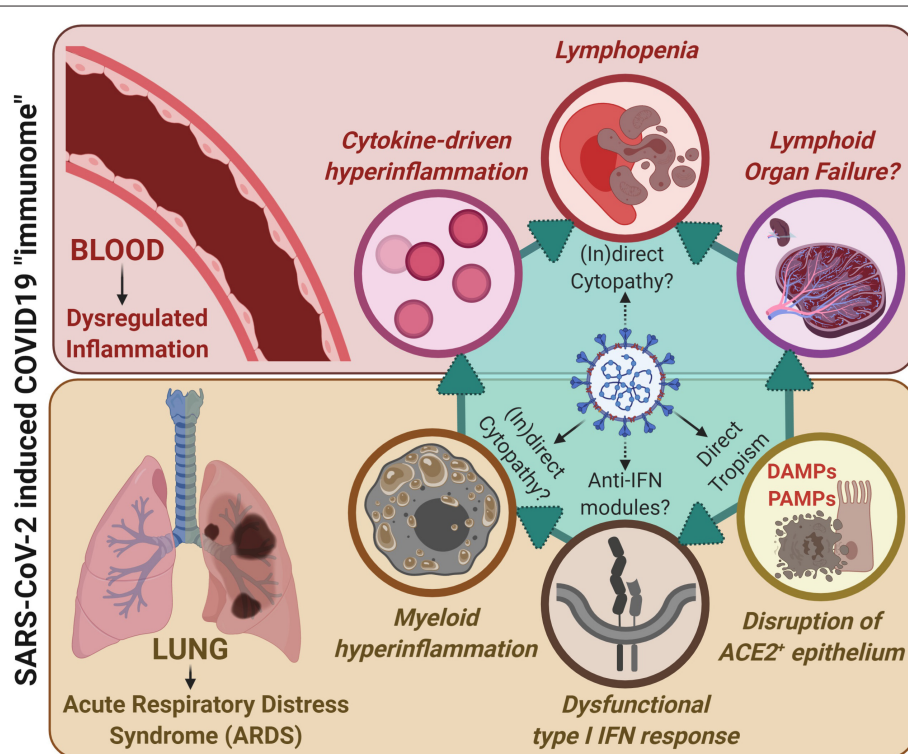 SARS-CoV-2 induced COVID19 "immunome"
Lymphopenia
Cytokine-driven
hyperinflammation
Lymphoid
Organ Failure?
BLOOD
Dysregulated
Inflammation
(In)direct
Cytopathy?
(In)direct
Cytopathy?
Anti-IFN
modules?
Direct
Tropism
DAMPs
PAMPs
LUNG
Acute Respiratory Distress
Syndrome (ARDS)
Myeloid
hyperinflammation
Dysfunctional
type I IFN response
Disruption of
ACE2⁺ epithelium